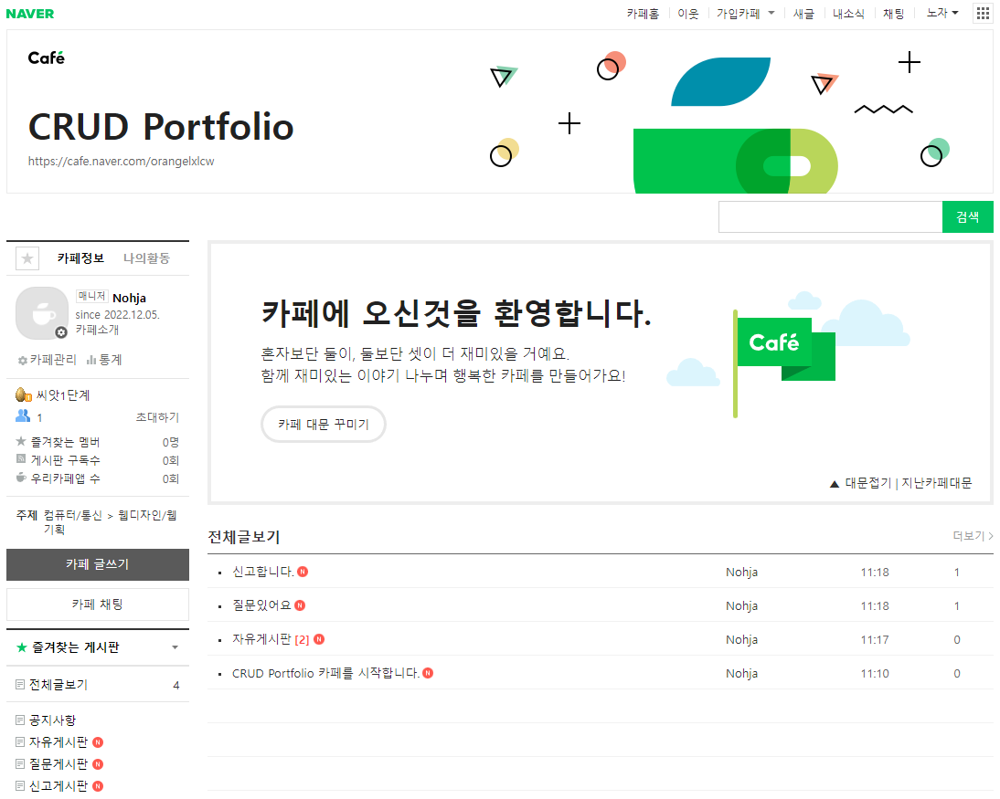 NAVER
카페홈 이웃 가입카페 새글 내소식 채팅 노자
Café
CRUD Portfolio
https://cafe.naver.com/orangelxlcw
검색
카페정보 나의활동
매니저 Nohja
since 2022.12.05.
카페소개
카페관리 통계
씨앗1단계
1 초대하기
즐겨찾는 멤버 0명
게시판 구독수 0회
우리카페앱 수 0회
주제 컴퓨터/통신 > 웹디자인/웹
기획
카페 글쓰기
카페 채팅
즐겨찾는 게시판
전체글보기 4
공지사항
자유게시판 N
질문게시판 N
신고게시판 N
카페에 오신것을 환영합니다.
혼자보단 둘이, 둘보단 셋이 더 재미있을 거예요.
함께 재미있는 이야기 나누며 행복한 카페를 만들어가요!
카페 대문 꾸미기
Café
▲ 대문접기 | 지난카페대문
전체글보기 더보기 >
신고합니다. N Nohja 11:18 1
질문있어요 N Nohja 11:18 1
자유게시판 [2] N Nohja 11:17 0
CRUD Portfolio 카페를 시작합니다. N Nohja 11:10 0